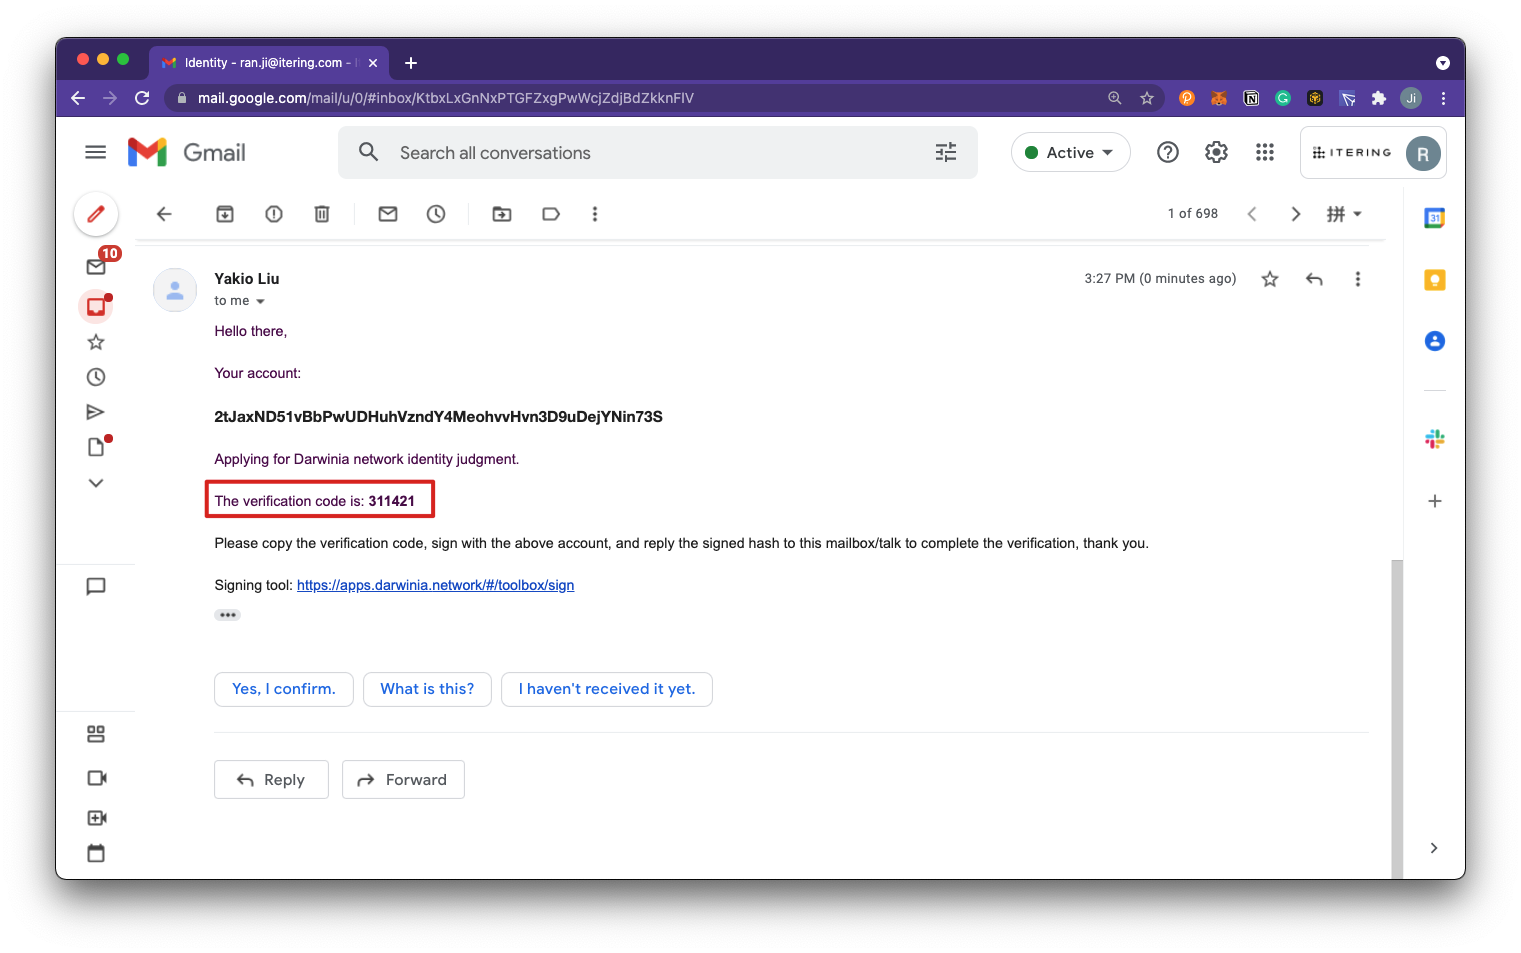 Identity - ran.ji@itering.com -
mail.google.com/mail/u/0/#inbox/KtbxLxGnNxPTGFZxgPwWcjZdjBdZkknFlV
Ji
Gmail
Search all conversations
Active
ITERING
R
1 of 698
拼
31
10
Yakio Liu
3:27 PM (0 minutes ago)
to me
Hello there,
Your account:
2tJaxND51vBbPwUDHuhVzndY4MeohvvHvn3D9uDejYNin73S
Applying for Darwinia network identity judgment.
The verification code is: 311421
Please copy the verification code, sign with the above account, and reply the signed hash to this mailbox/talk to complete the verification, thank you.
Signing tool: https://apps.darwinia.network/#/toolbox/sign
Yes, I confirm.
What is this?
I haven't received it yet.
Reply
Forward